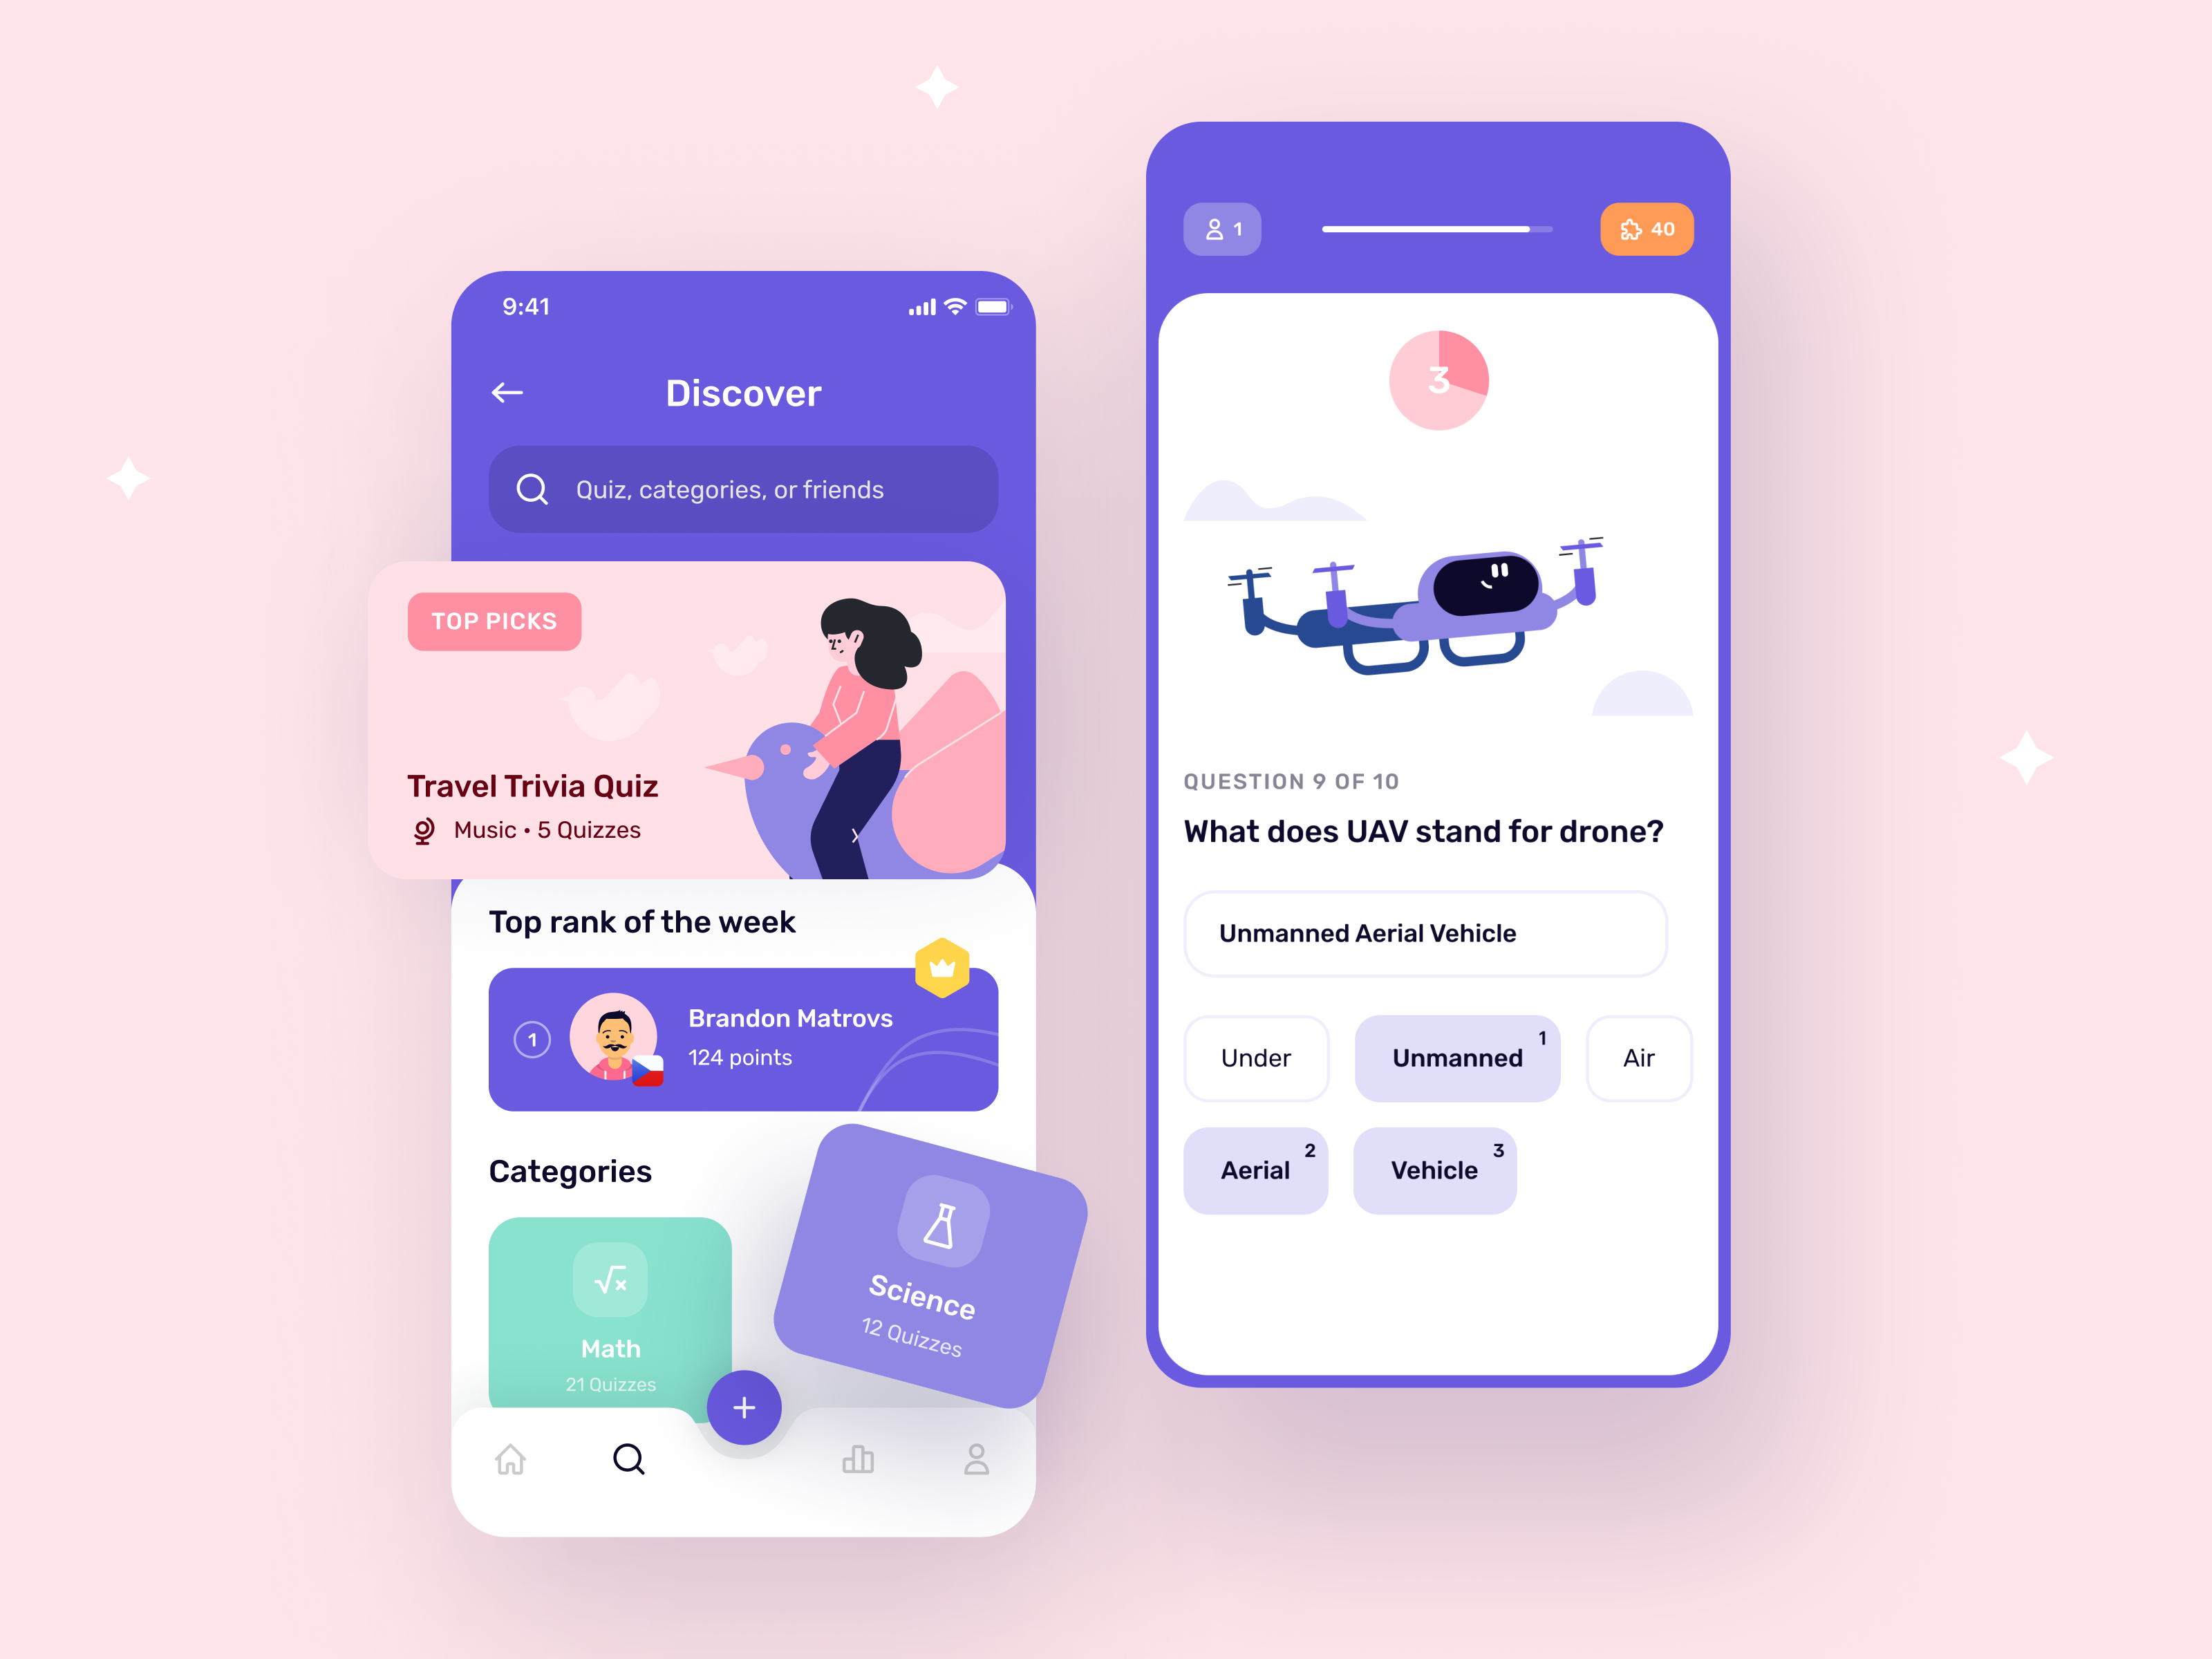 9:41
Discover
Quiz, categories, or friends
TOP PICKS
Travel Trivia Quiz
Music • 5 Quizzes
Top rank of the week
1
Brandon Matrovs
124 points
Categories
Math
21 Quizzes
Science
12 Quizzes
1
40
3
QUESTION 9 OF 10
What does UAV stand for drone?
Unmanned Aerial Vehicle
Under
Unmanned 1
Air
Aerial 2
Vehicle 3